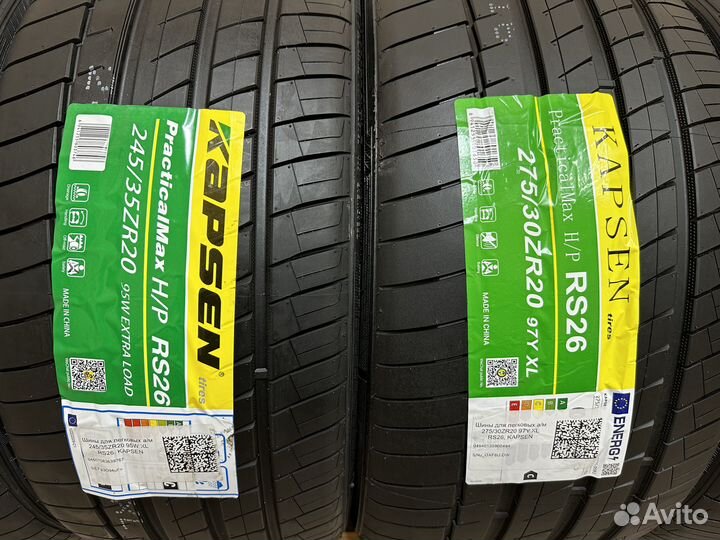 Kapsen
tires
PracticalMax H/P RS26
245/35ZR20 95W EXTRA LOAD
MADE IN CHINA
Шины для легковых а/м
245/35ZR20 95W XL
RS26, KAPSEN
KAPSEN
tires
PracticalMax H/P RS26
275/30ZR20 97Y XL
MADE IN CHINA
Шины для легковых а/м
275/30ZR20 97Y XL
RS26, KAPSEN
ENERG
Avito